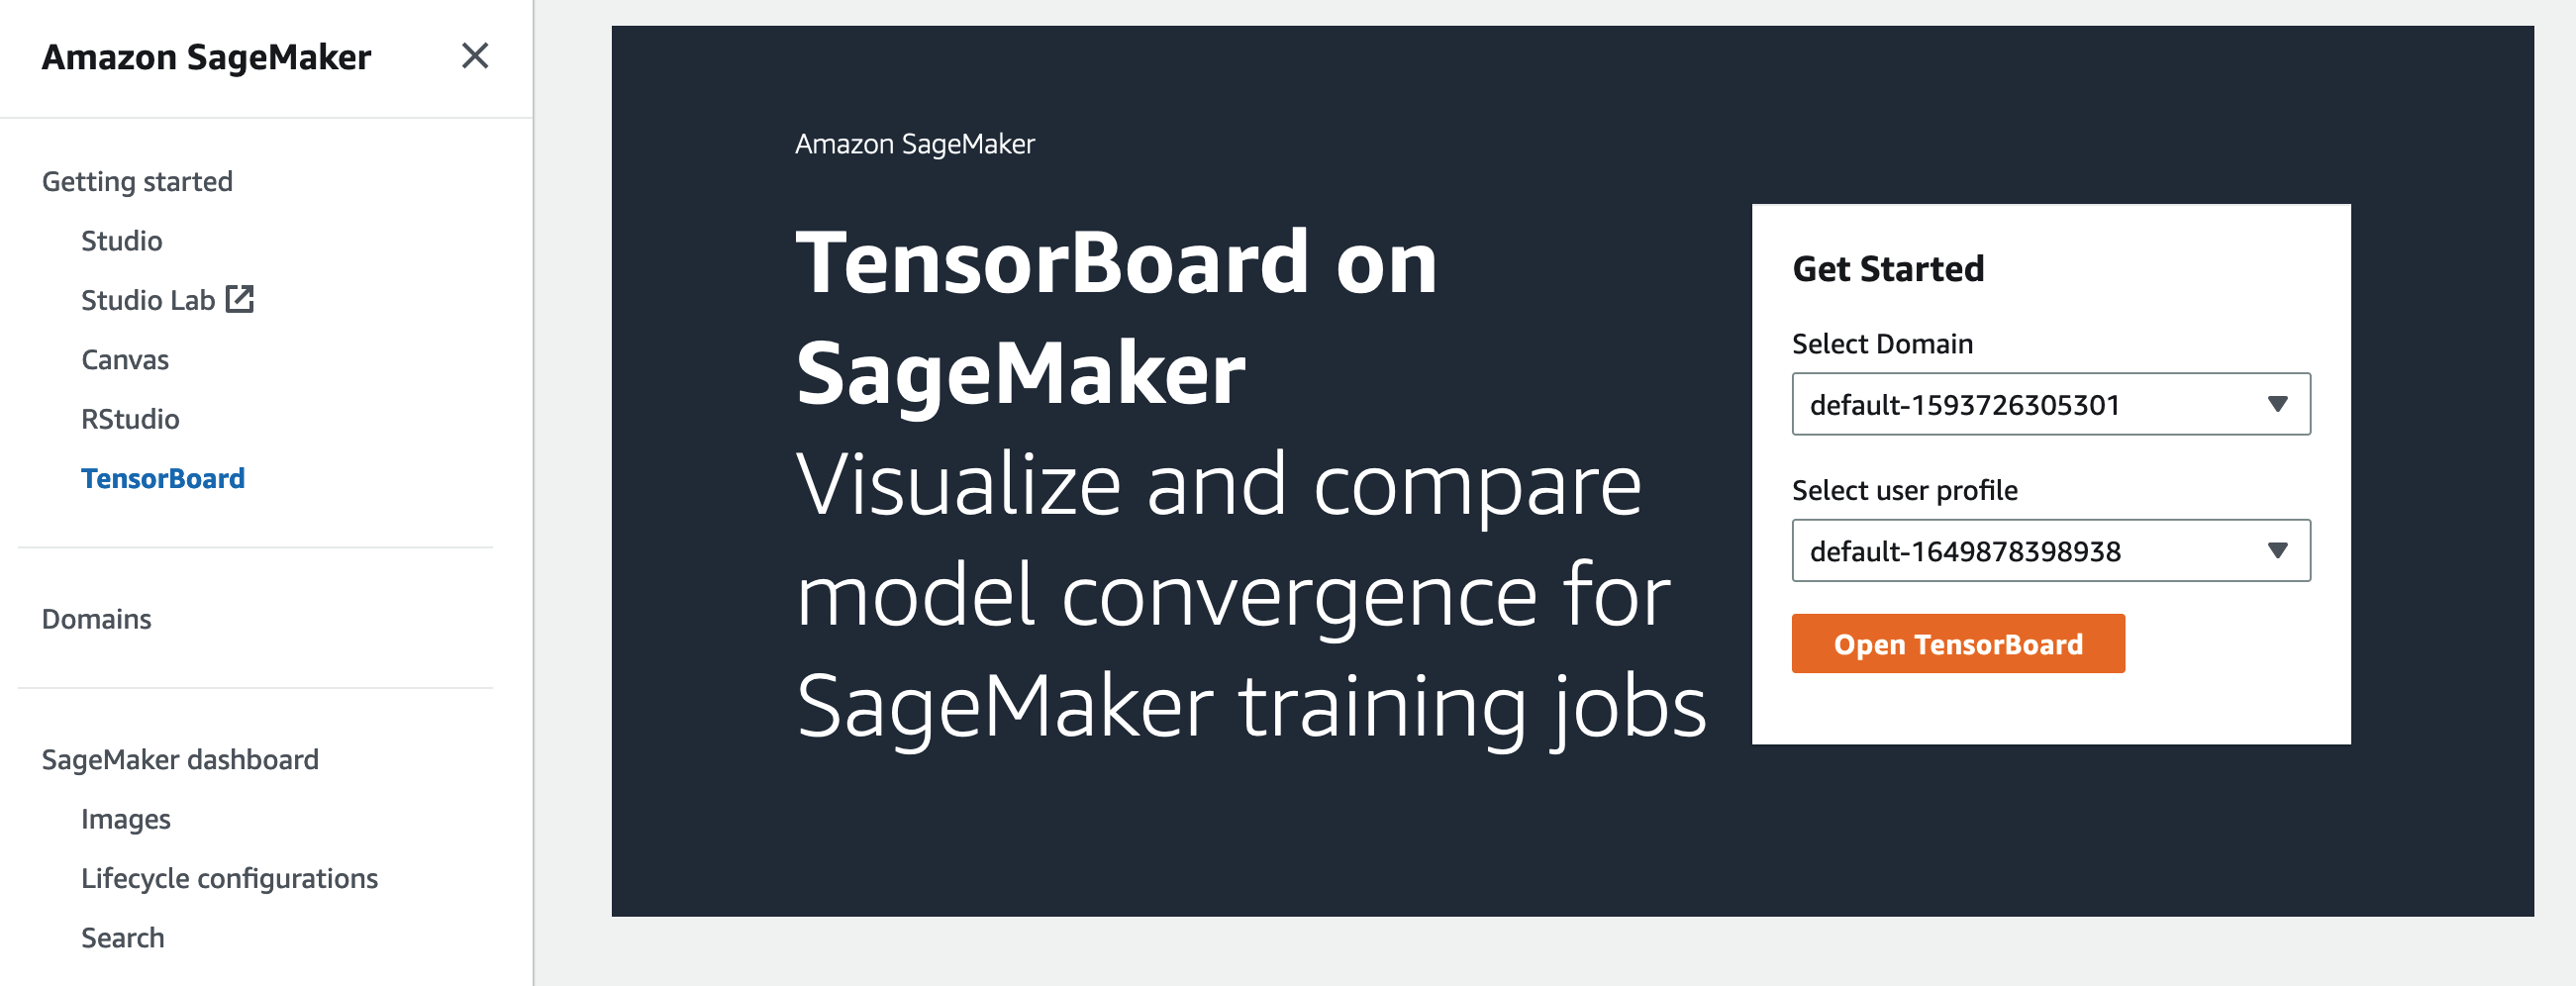 Amazon SageMaker
Getting started
Studio
Studio Lab
Canvas
RStudio
TensorBoard
Domains
SageMaker dashboard
Images
Lifecycle configurations
Search
Amazon SageMaker
TensorBoard on
SageMaker
Visualize and compare
model convergence for
SageMaker training jobs
Get Started
Select Domain
default-1593726305301
Select user profile
default-1649878398938
Open TensorBoard